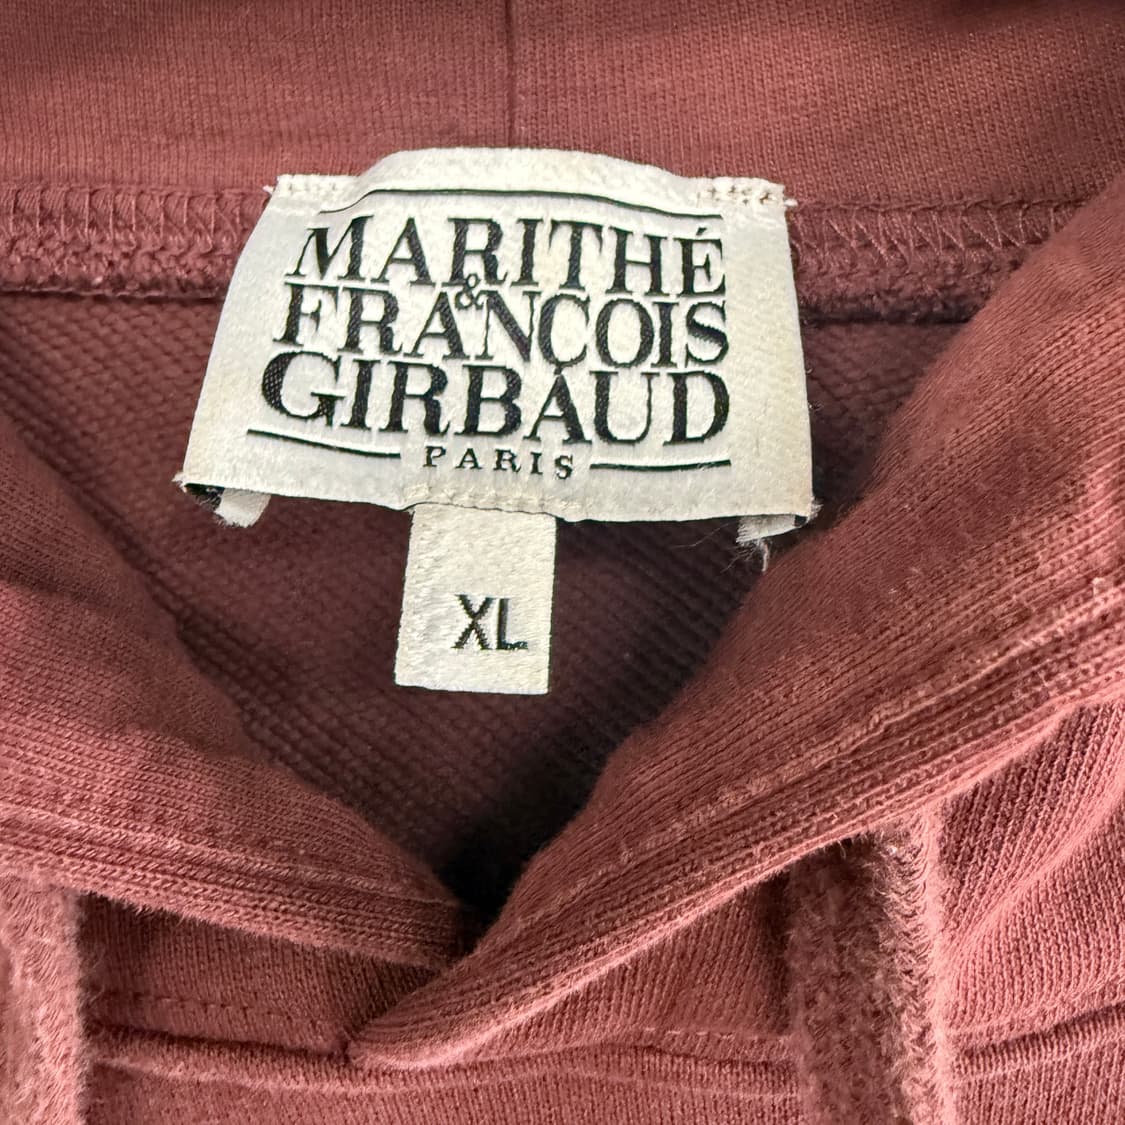 MARITHÉ
&
FRANÇOIS
GIRBAUD
PARIS
XL